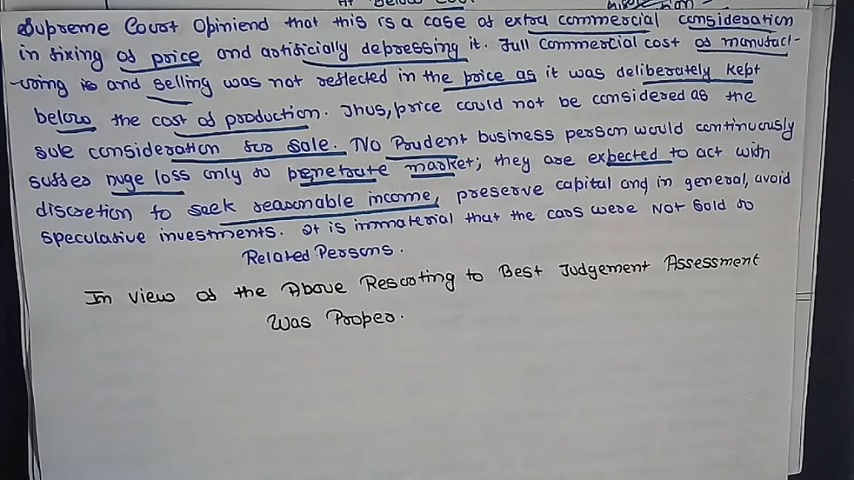 Supreme Court Opiniend that this is a case of extra commercial consideration
in fixing of price and artificially depressing it. Full commercial cost of manufact-
uring it and selling was not reflected in the price as it was deliberately kept
below the cost of production. Thus, price could not be considered as the
sole consideration for sale. No Prudent business person would continuously
suffer huge loss only to penetrate market; they are expected to act with
discretion to seek reasonable income, preserve capital and in general, avoid
speculative investments. It is immaterial that the cars were Not Sold to
Related Persons.
In view of the Above Resorting to Best Judgement Assessment
Was Proper.